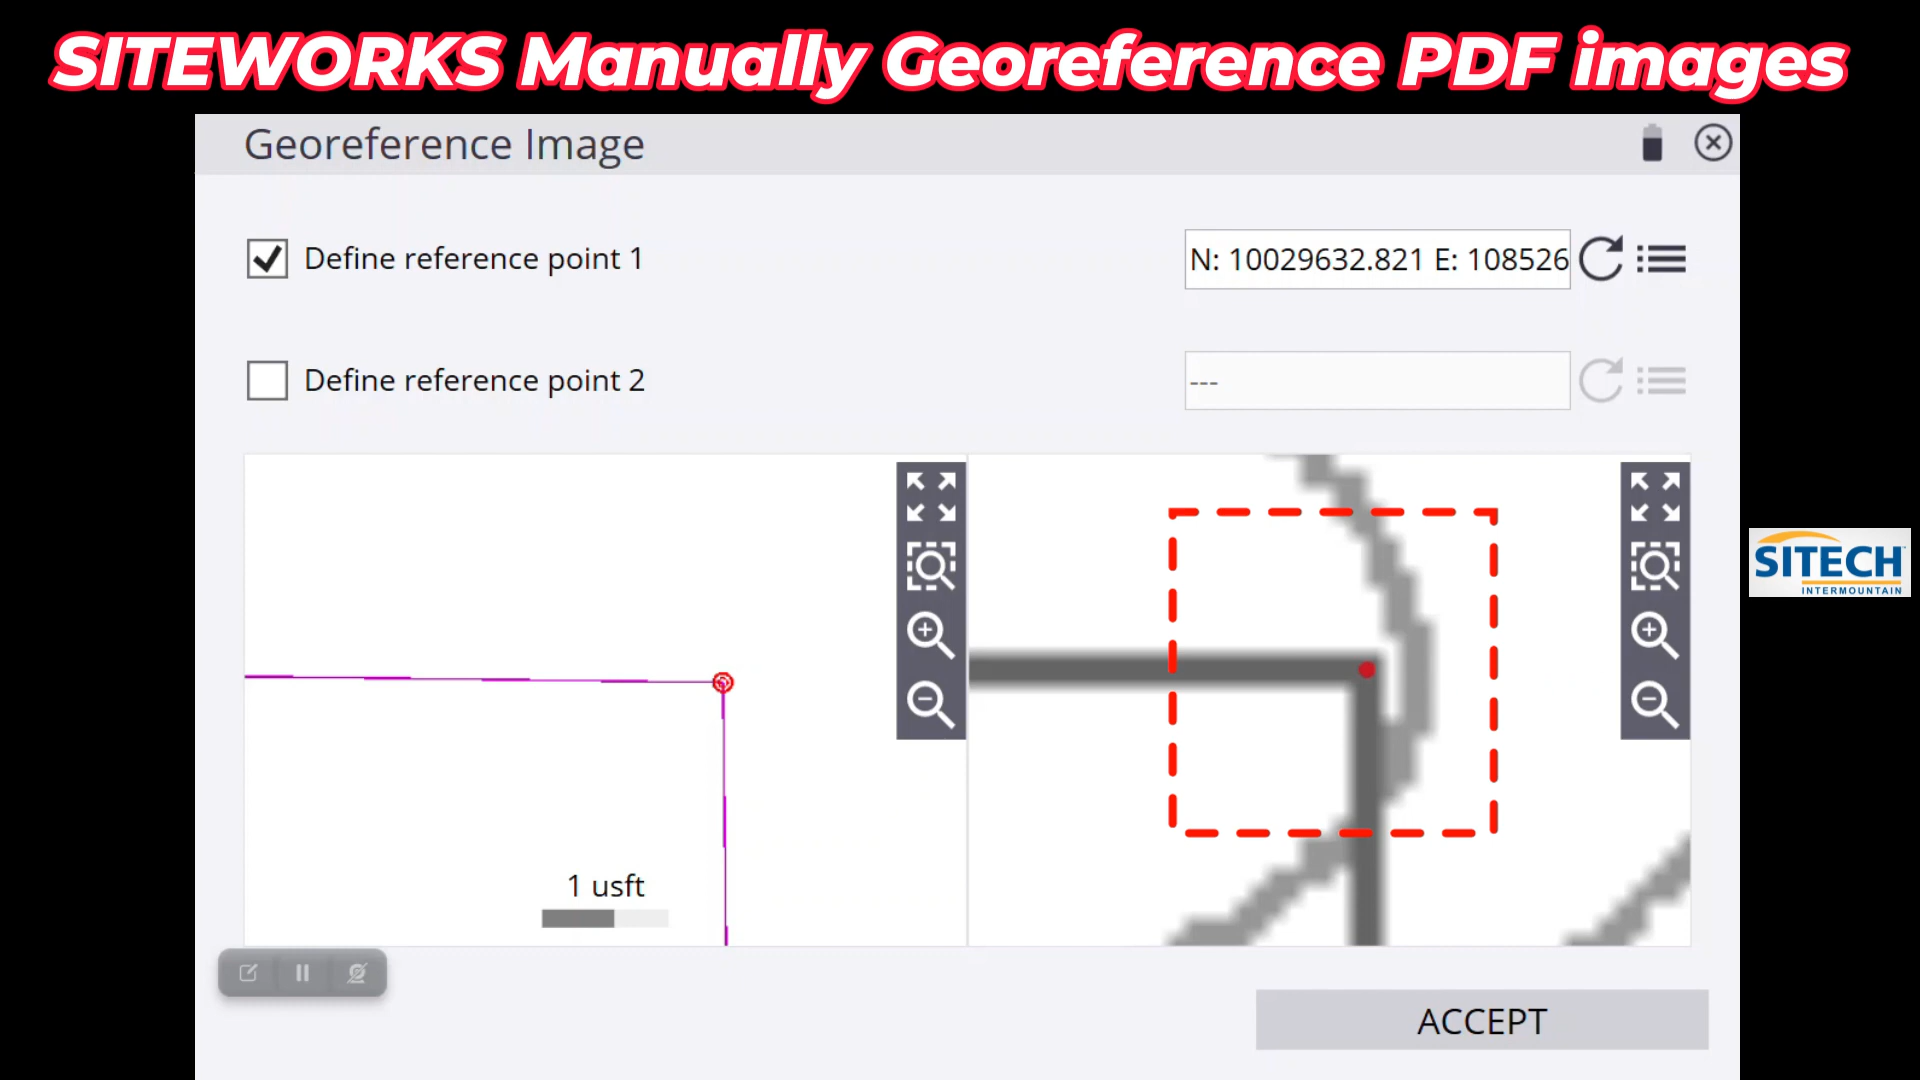 SITEWORKS Manually Georeference PDF images
Georeference Image
Define reference point 1
N: 10029632.821 E: 108526
Define reference point 2
---
1 usft
SITECH
INTERMOUNTAIN
ACCEPT